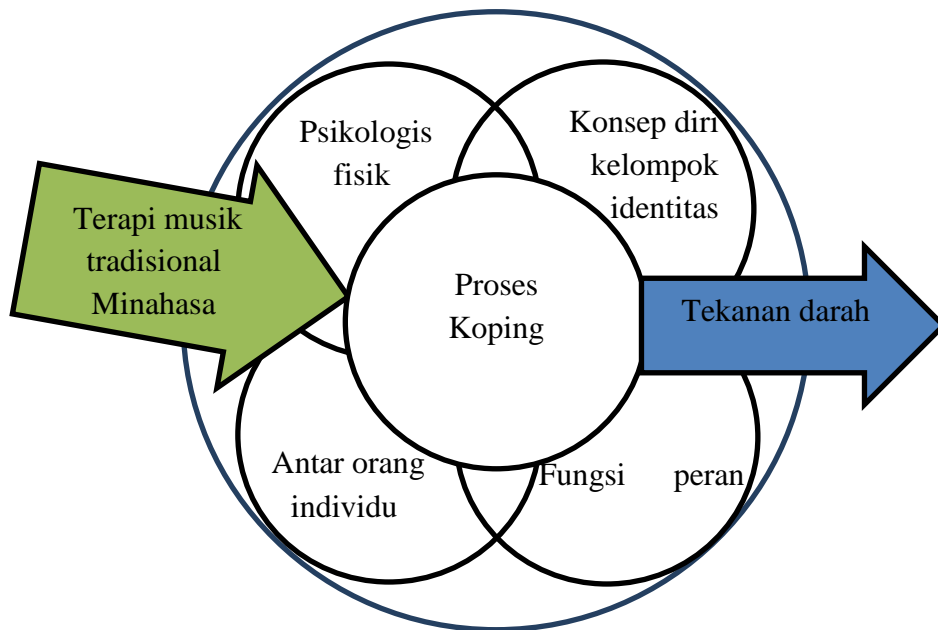 Psikologis
fisik
Konsep diri
kelompok
identitas
Terapi musik
tradisional
Minahasa
Proses
Koping
Tekanan darah
Antar orang
individu
Fungsi peran